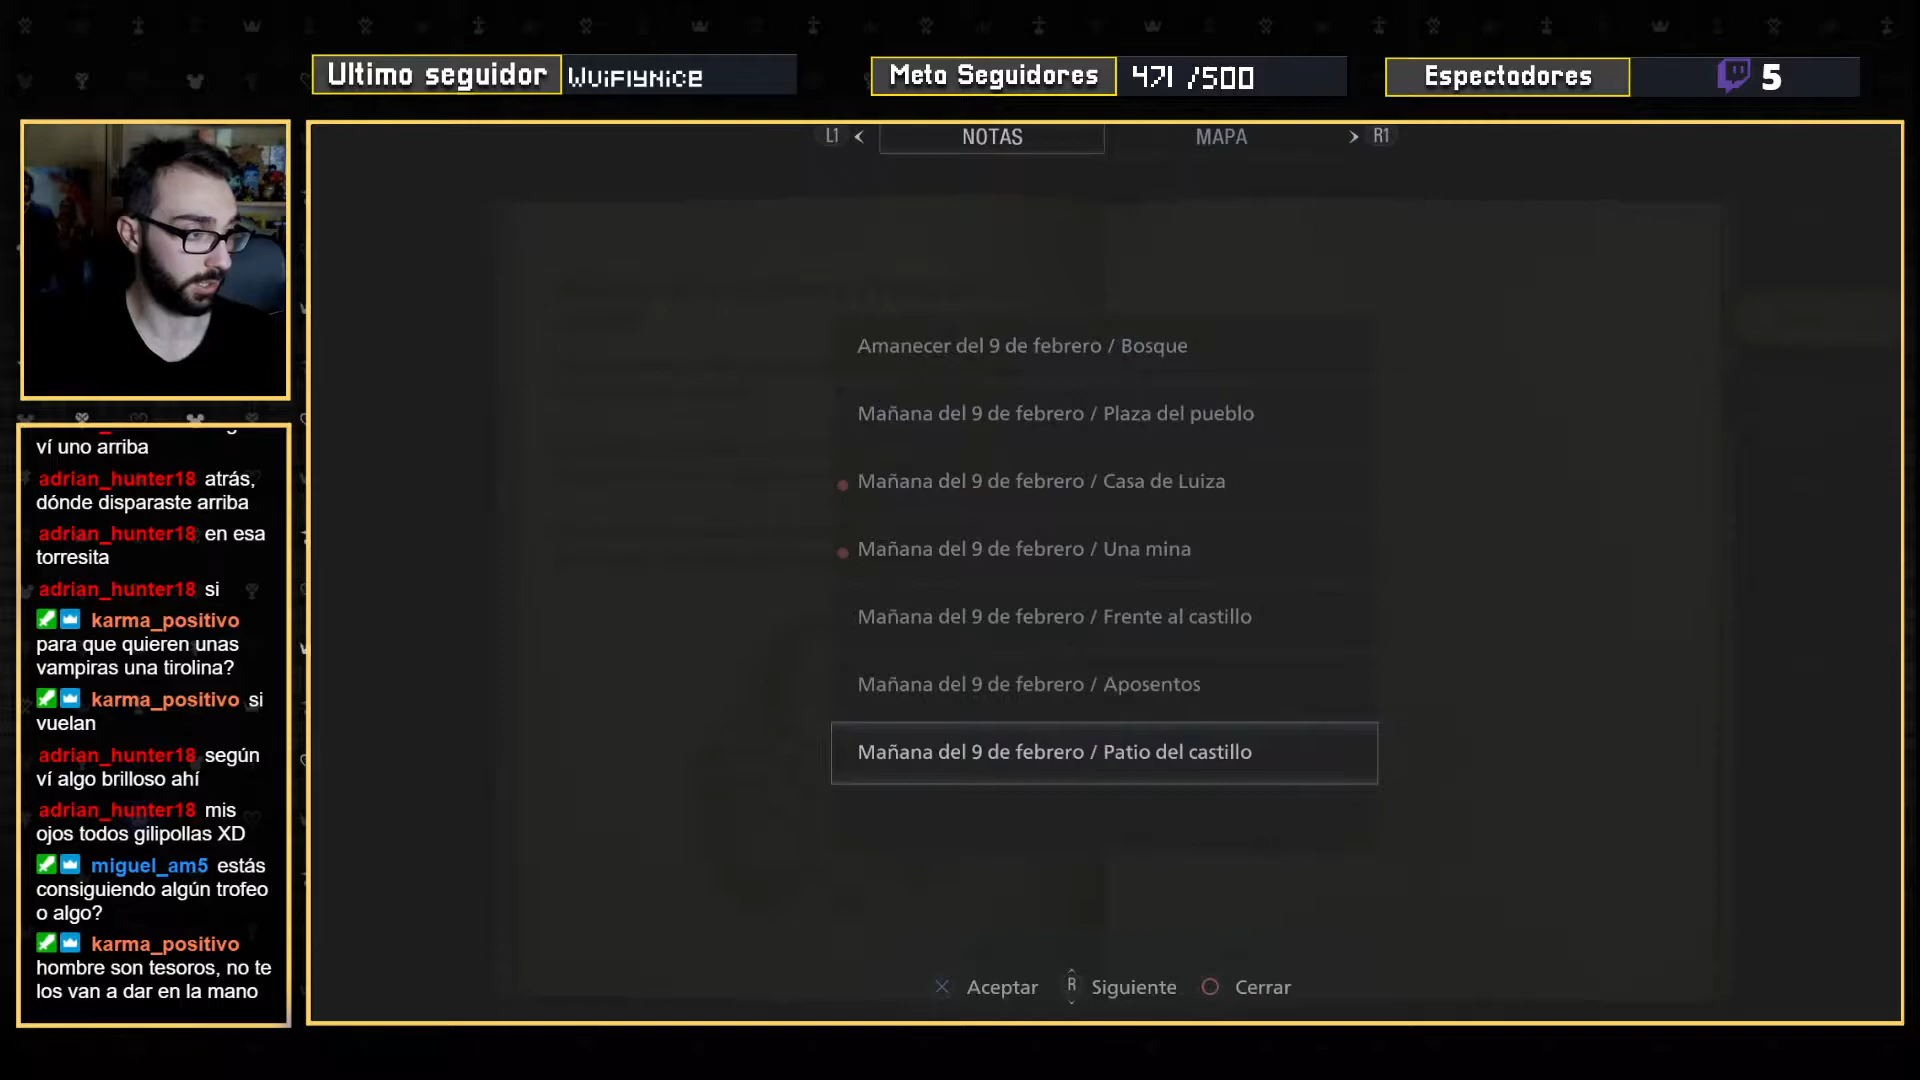 Ultimo seguidor WuiFlyNice
Meta Seguidores 471 /500
Espectadores 5
L1 < NOTAS MAPA > R1
Amanecer del 9 de febrero / Bosque
Mañana del 9 de febrero / Plaza del pueblo
Mañana del 9 de febrero / Casa de Luiza
Mañana del 9 de febrero / Una mina
Mañana del 9 de febrero / Frente al castillo
Mañana del 9 de febrero / Aposentos
Mañana del 9 de febrero / Patio del castillo
Aceptar R Siguiente Cerrar
ví uno arriba
adrian_hunter18 atrás,
dónde disparaste arriba
adrian_hunter18 en esa
torresita
adrian_hunter18 si
karma_positivo
para que quieren unas
vampiras una tirolina?
karma_positivo si
vuelan
adrian_hunter18 según
ví algo brilloso ahí
adrian_hunter18 mis
ojos todos gilipollas XD
miguel_am5 estás
consiguiendo algún trofeo
o algo?
karma_positivo
hombre son tesoros, no te
los van a dar en la mano